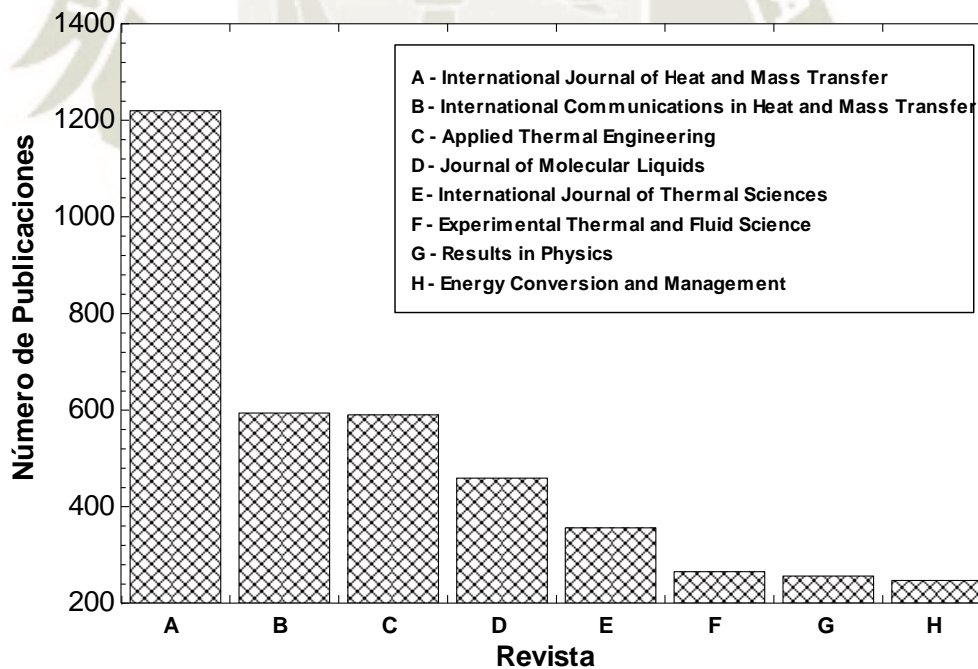 1400
1200
1000
800
600
400
200
Número de Publicaciones
A - International Journal of Heat and Mass Transfer
B - International Communications in Heat and Mass Transfer
C - Applied Thermal Engineering
D - Journal of Molecular Liquids
E - International Journal of Thermal Sciences
F - Experimental Thermal and Fluid Science
G - Results in Physics
H - Energy Conversion and Management
A B C D E F G H
Revista